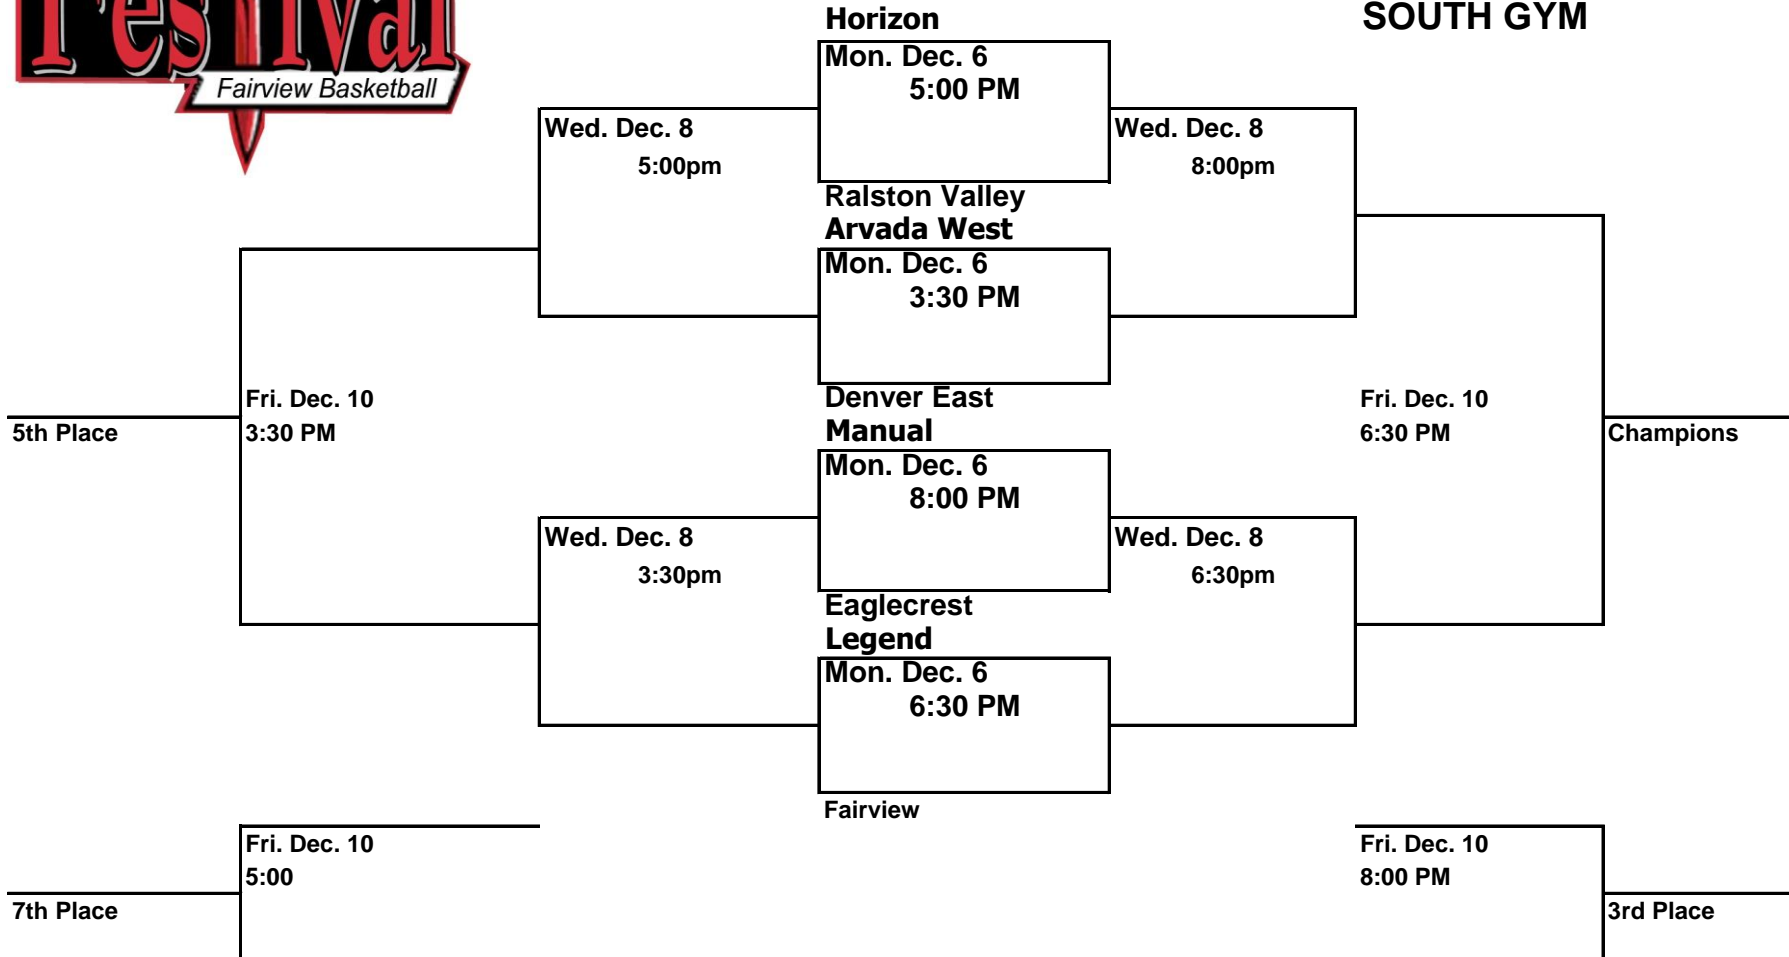 Festival
Fairview Basketball
Horizon
SOUTH GYM
Mon. Dec. 6
5:00 PM
Wed. Dec. 8
5:00pm
Wed. Dec. 8
8:00pm
Ralston Valley
Arvada West
Mon. Dec. 6
3:30 PM
Fri. Dec. 10
3:30 PM
5th Place
Denver East
Manual
Fri. Dec. 10
6:30 PM
Champions
Mon. Dec. 6
8:00 PM
Wed. Dec. 8
3:30pm
Wed. Dec. 8
6:30pm
Eaglecrest
Legend
Mon. Dec. 6
6:30 PM
Fairview
Fri. Dec. 10
5:00
7th Place
Fri. Dec. 10
8:00 PM
3rd Place